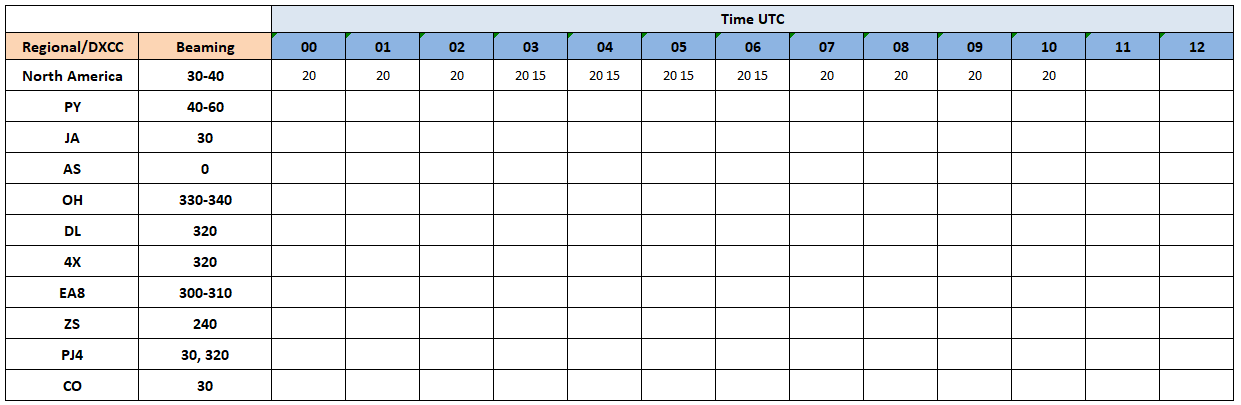 Time UTC
Regional/DXCC Beaming 00 01 02 03 04 05 06 07 08 09 10 11 12
North America 30-40 20 20 20 20 15 20 15 20 15 20 15 20 20 20 20
PY 40-60
JA 30
AS 0
OH 330-340
DL 320
4X 320
EA8 300-310
ZS 240
PJ4 30, 320
CO 30